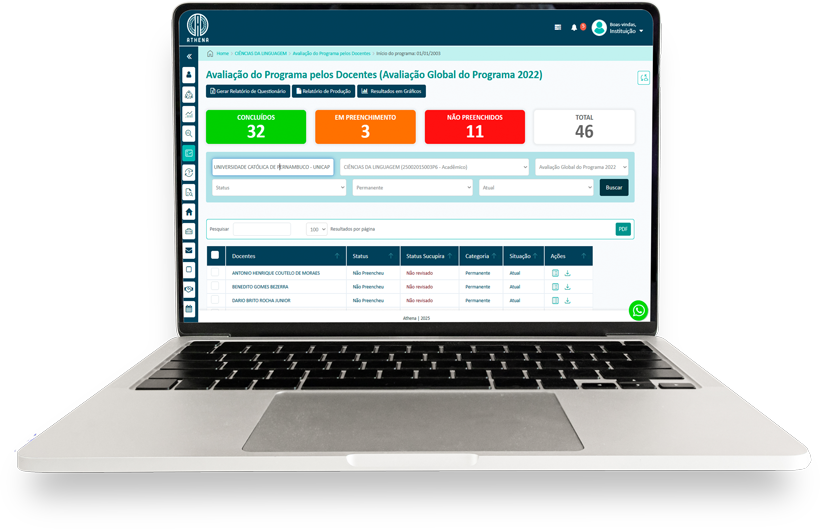 ATHENA
5
Boas-vindas,
Instituição
Home > CIÊNCIAS DA LINGUAGEM > Avaliação do Programa pelos Docentes > Início do programa: 01/01/2003
Avaliação do Programa pelos Docentes (Avaliação Global do Programa 2022)
Gerar Relatório de Questionário
Relatório de Produção
Resultados em Gráficos
CONCLUÍDOS
32
EM PREENCHIMENTO
3
NÃO PREENCHIDOS
11
TOTAL
46
UNIVERSIDADE CATÓLICA DE PERNAMBUCO - UNICAP
CIÊNCIAS DA LINGUAGEM (25002015003P6 - Acadêmico)
Avaliação Global do Programa 2022
Status
Permanente
Atual
Buscar
Pesquisar
100
Resultados por página
PDF
Docentes
Status
Status Sucupira
Categoria
Situação
Ações
ANTONIO HENRIQUE COUTELO DE MORAES
Não Preencheu
Não revisado
Permanente
Atual
BENEDITO GOMES BEZERRA
Não Preencheu
Não revisado
Permanente
Atual
DARIO BRITO ROCHA JUNIOR
Não Preencheu
Não revisado
Permanente
Atual
Athena | 2025